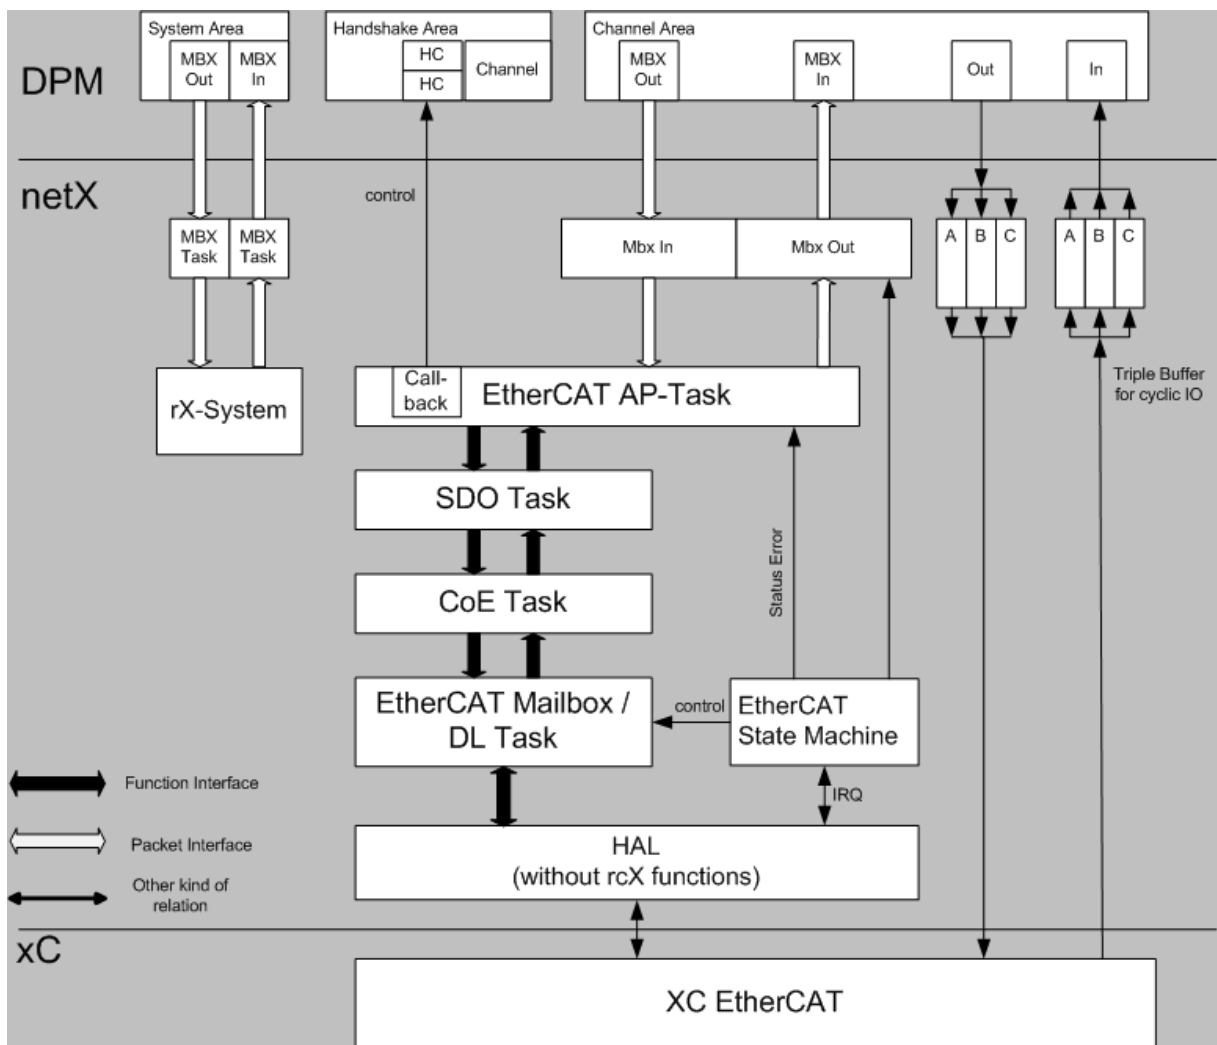 System Area
Handshake Area
Channel Area
DPM
MBX
Out
MBX
In
HC
HC
Channel
MBX
Out
MBX
In
Out
In
netX
control
MBX
Task
MBX
Task
Mbx In
Mbx Out
A
B
C
A
B
C
rX-System
Call-
back
EtherCAT AP-Task
Triple Buffer
for cyclic IO
SDO Task
Status Error
CoE Task
EtherCAT Mailbox /
DL Task
control
EtherCAT
State Machine
Function Interface
IRQ
Packet Interface
HAL
(without rcX functions)
Other kind of
relation
xC
XC EtherCAT